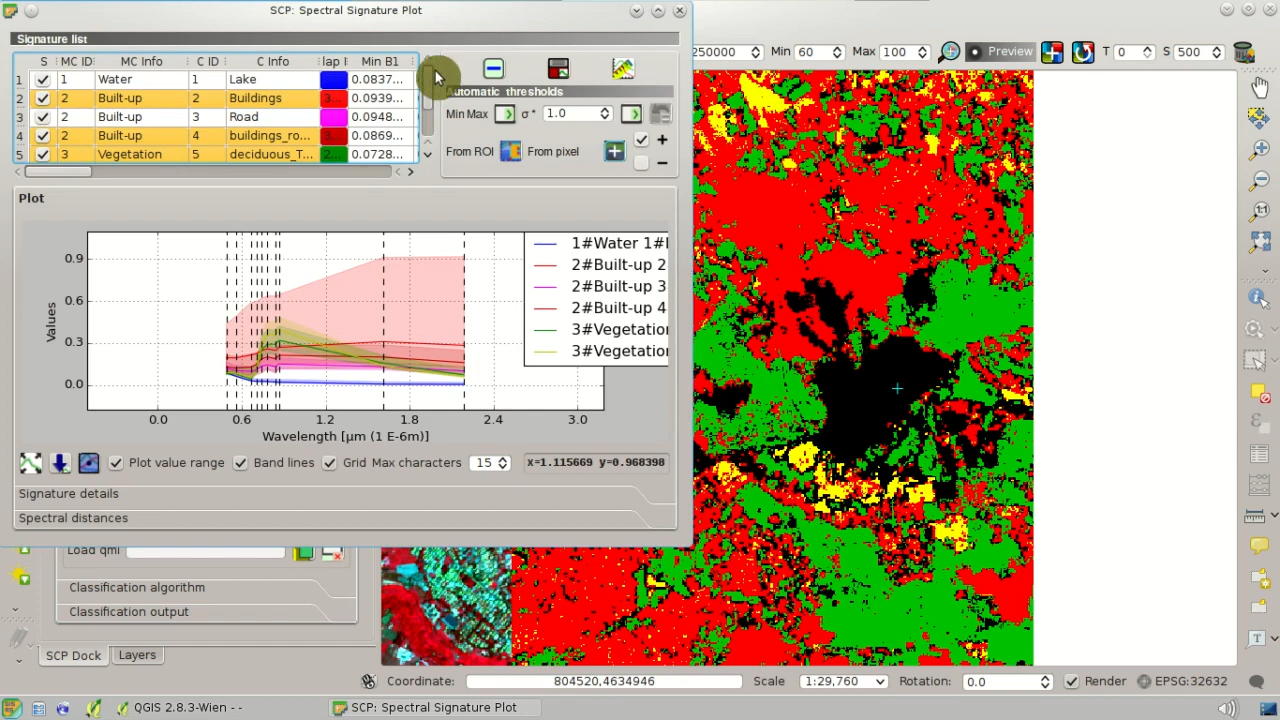 SCP: Spectral Signature Plot
Signature list
S MC ID MC Info C ID C Info Min B1
1 1 Water 1 Lake 0.0837...
2 2 Built-up 2 Buildings 3... 0.0939...
3 2 Built-up 3 Road 0.0948...
4 2 Built-up 4 buildings_ro... 3... 0.0869...
5 3 Vegetation 5 deciduous_T... 2... 0.0728...
Automatic thresholds
Min Max σ* 1.0
From ROI From pixel
+
−
250000 Min 60 Max 100 Preview T 0 S 500
Plot
0.9
0.6
0.3
0.0
Values
0.0 0.6 1.2 1.8 2.4 3.0
Wavelength [µm (1 E-6m)]
1#Water 1#
2#Built-up 2
2#Built-up 3
2#Built-up 4
3#Vegetation
3#Vegetation
Plot value range Band lines Grid Max characters 15 x=1.115669 y=0.968398
Signature details
Spectral distances
Load qml
Classification algorithm
Classification output
SCP Dock Layers
Coordinate: 804520,4634946 Scale 1:29,760 Rotation: 0.0 Render EPSG:32632
QGIS 2.8.3-Wien - - SCP: Spectral Signature Plot